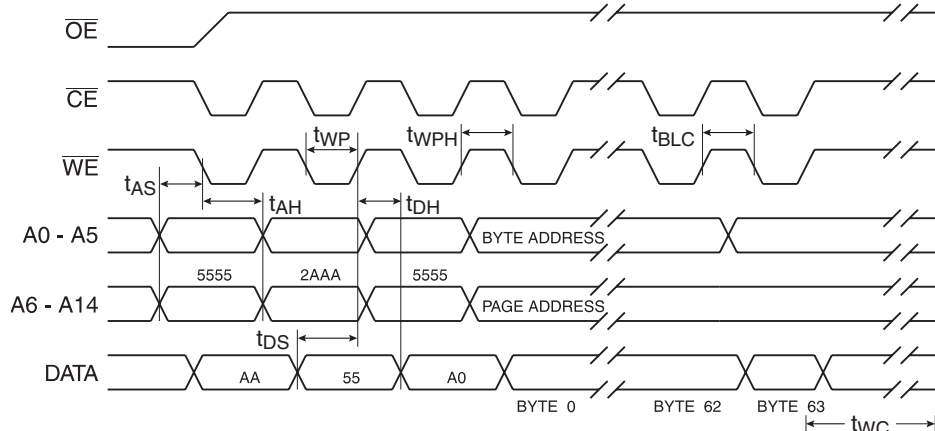 OE
CE
tWP tWPH tBLC
WE
tAS
tAH tDH
A0 - A5 BYTE ADDRESS
5555 2AAA 5555
A6 - A14 PAGE ADDRESS
tDS
DATA AA 55 A0
BYTE 0 BYTE 62 BYTE 63
tWC